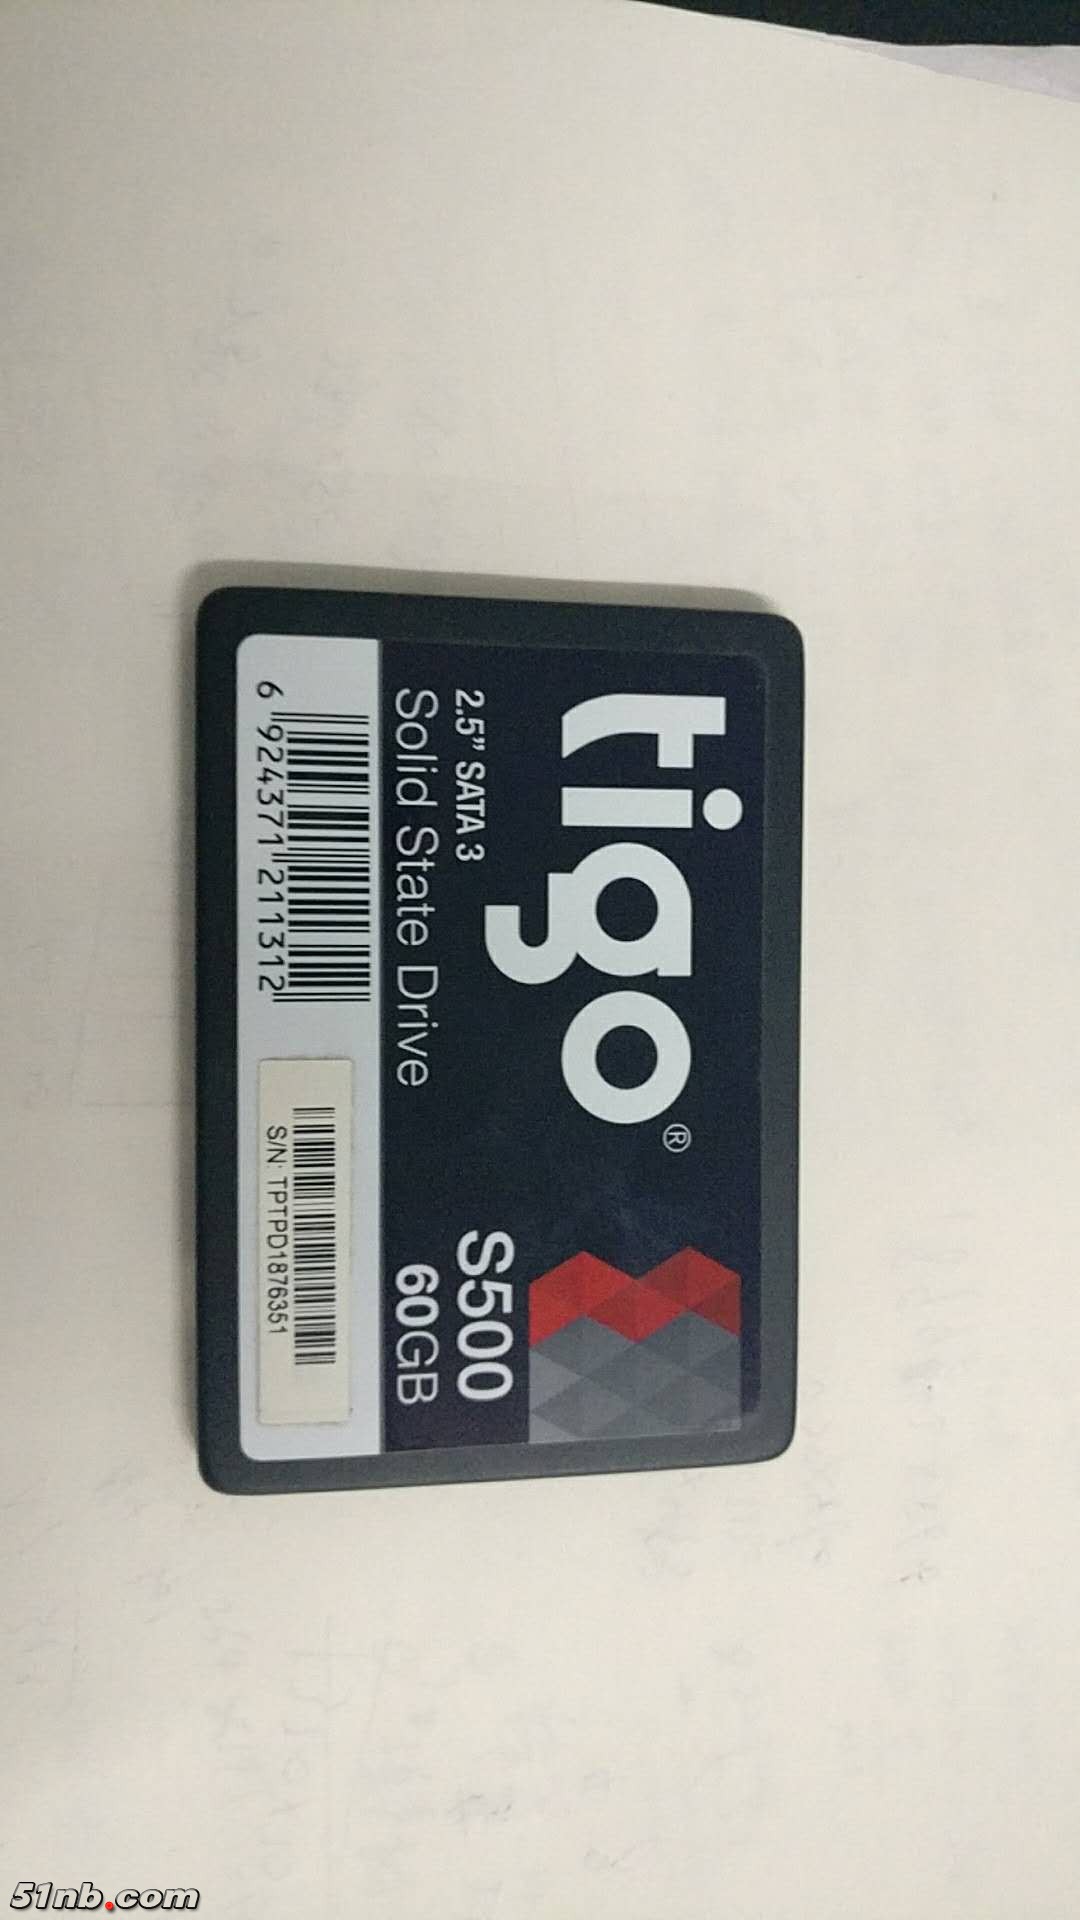 tigo®
2.5” SATA 3
Solid State Drive
S500
60GB
6 924371 211312
S/N: TPTPD1876351
51nb.com